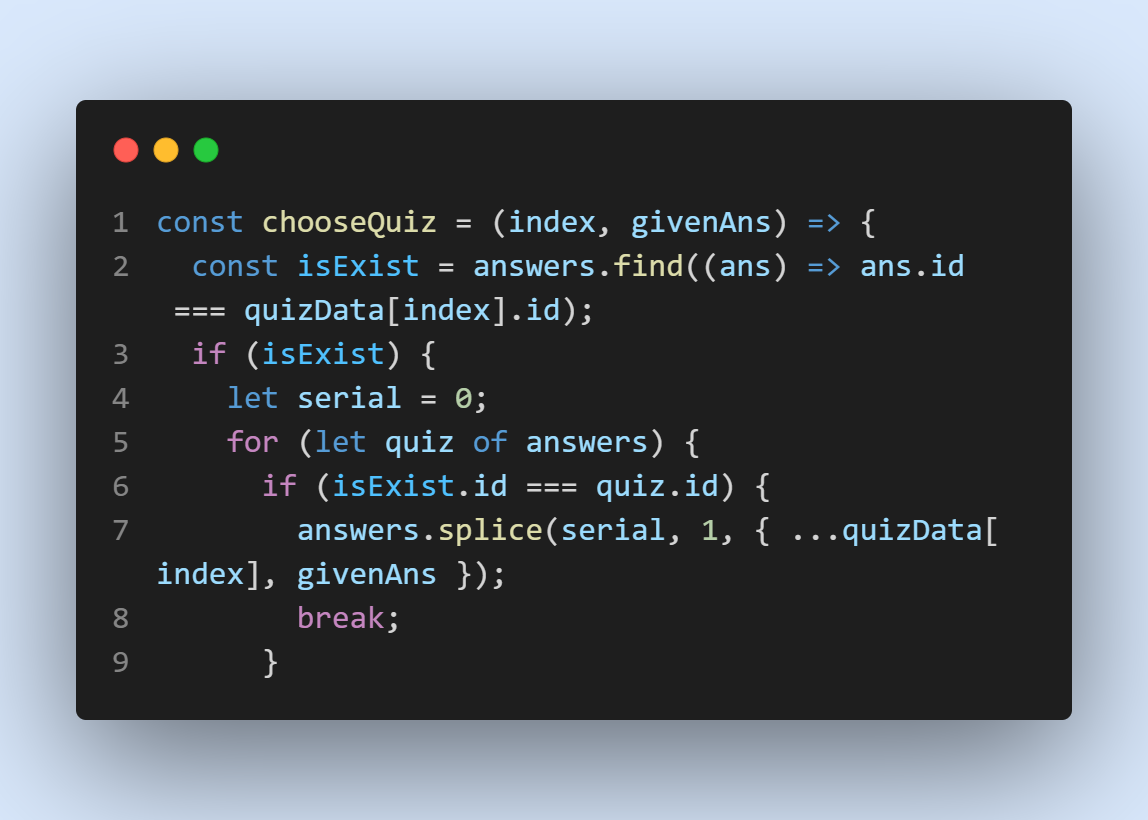 1 const chooseQuiz = (index, givenAns) => {
2   const isExist = answers.find((ans) => ans.id
 === quizData[index].id);
3   if (isExist) {
4     let serial = 0;
5     for (let quiz of answers) {
6       if (isExist.id === quiz.id) {
7         answers.splice(serial, 1, { ...quizData[
index], givenAns });
8         break;
9       }